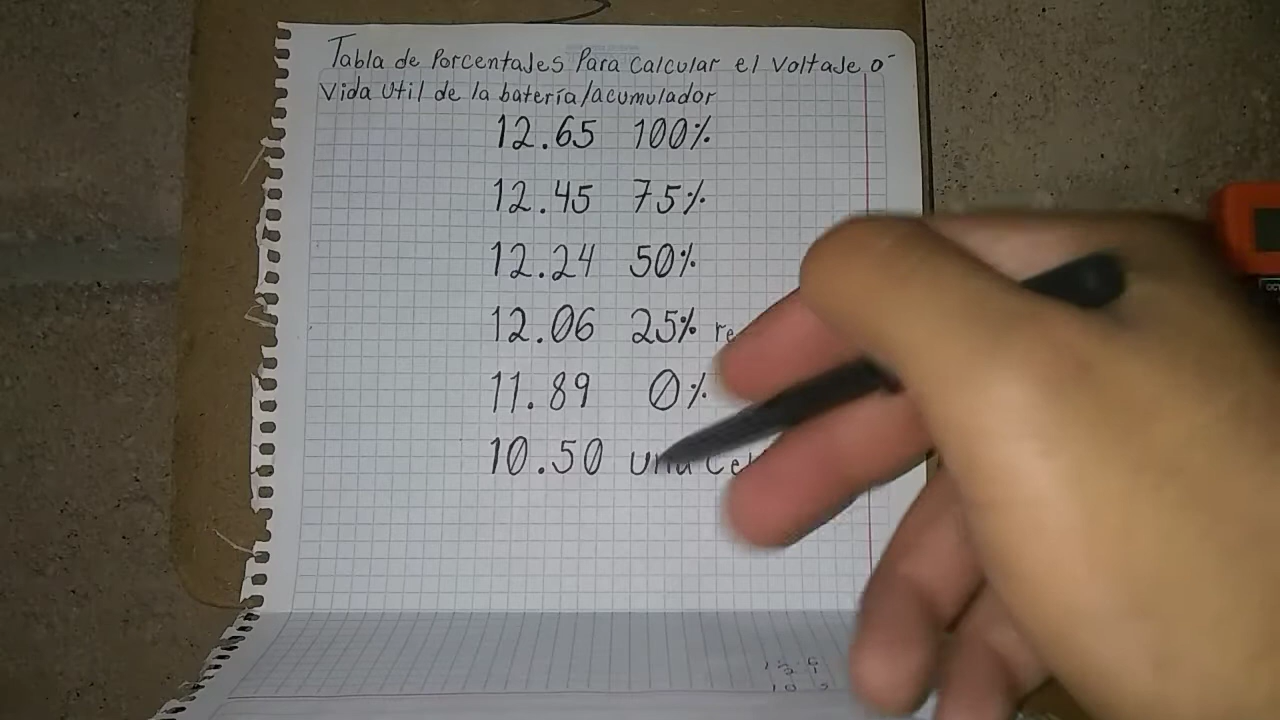 Tabla de Porcentajes Para calcular el voltaje o
vida util de la batería/acumulador
12.65 100%
12.45 75%
12.24 50%
12.06 25%
11.89 0%
10.50 una